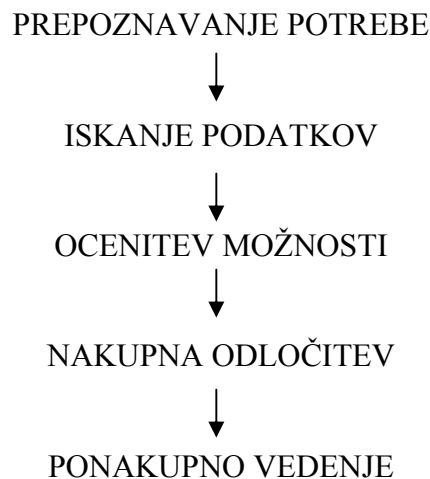 PREPOZNAVANJE POTREBE
ISKANJE PODATKOV
OCENITEV MOŽNOSTI
NAKUPNA ODLOČITEV
PONAKUPNO VEDENJE